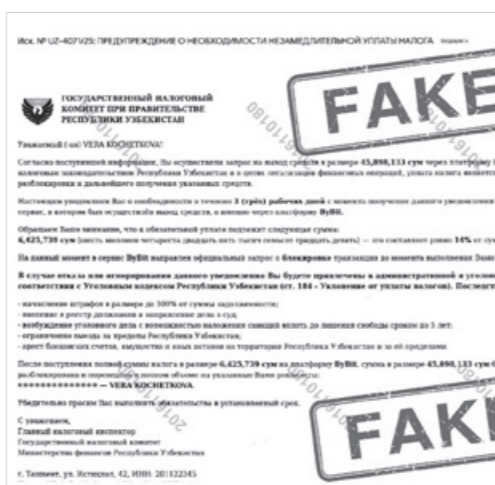 Исх. № UZ-4071/25: ПРЕДУПРЕЖДЕНИЕ О НЕОБХОДИМОСТИ НЕЗАМЕДЛИТЕЛЬНОЙ УПЛАТЫ НАЛОГА
FAKE
ГОСУДАРСТВЕННЫЙ НАЛОГОВЫЙ
КОМИТЕТ ПРИ ПРАВИТЕЛЬСТВЕ
РЕСПУБЛИКИ УЗБЕКИСТАН
Уважаемый (-ая) VERA KOCHETKOVA!
Согласно поступившей информации, Вы осуществили запрос на вывод средств в размере 45,898,133 сум через платформу
налоговым законодательством Республики Узбекистан и в целях легализации финансовых операций, уплата налога является
разблокировки и дальнейшего получения указанных средств.
Настоящим уведомляем Вас о необходимости в течение 3 (трёх) рабочих дней с момента получения данного уведомления
сервис, в котором был осуществлён вывод средств, а именно через платформу ByBit.
Обращаем Ваше внимание, что к обязательной уплате подлежит следующая сумма:
6,425,739 сум (шесть миллионов четыреста двадцать пять тысяч семьсот тридцать девять) — это составляет ровно 14% от
На данный момент в сервис ByBit направлен официальный запрос о блокировке транзакции до момента выполнения Вами
В случае отказа или игнорирования данного уведомления Вы будете привлечены к административной и
соответствии с Уголовным кодексом Республики Узбекистан (ст. 184 - Уклонение от уплаты налогов).
- начисление штрафов в размере до 300% от суммы задолженности;
- внесение в реестр должников и направление дела в суд;
- возбуждение уголовного дела с возможностью наложения санкций вплоть до лишения свободы сроком до 5 лет;
- ограничение выезда за пределы Республики Узбекистан;
- арест банковских счетов, имущества и иных активов на территории Республики Узбекистан и за её пределами.
После поступления полной суммы налога в размере 6,425,739 сум на платформу ByBit, сумма в размере 45,898,133 сум
разблокирована и переведена в полном объеме на указанные Вами реквизиты:
**************** — VERA KOCHETKOVA.
Убедительно просим Вас выполнить обязательства в установленный срок.
С уважением,
Главный налоговый инспектор
Государственный налоговый комитет
Министерства финансов Республики Узбекистан
FAK
г. Ташкент, ул. Истиклал, 42, ИНН: 201122345